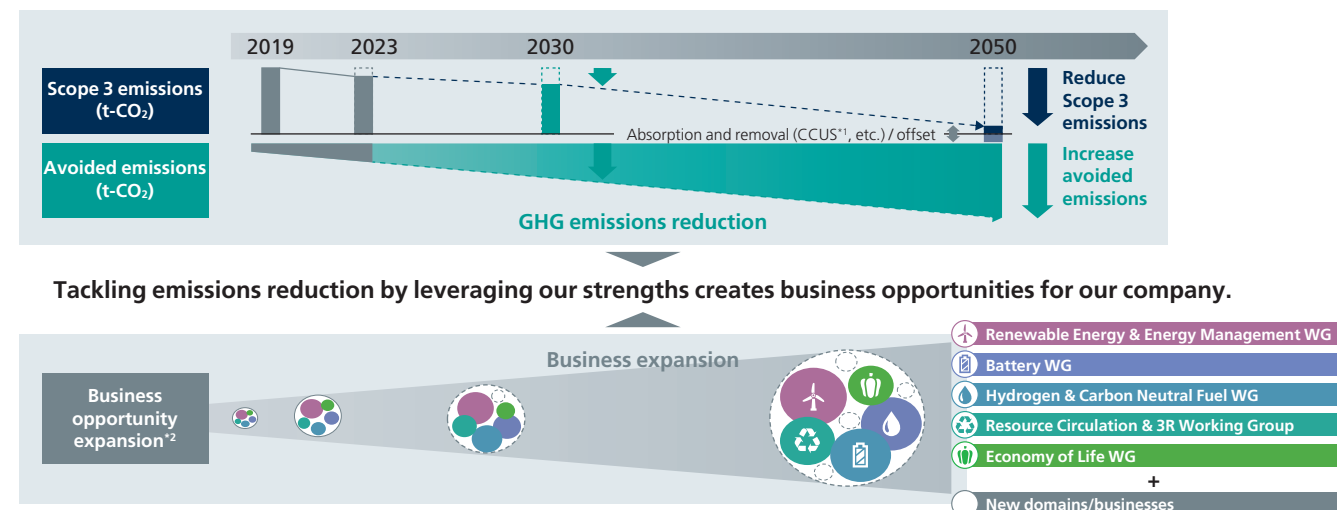 2019 2023 2030 2050
Scope 3 emissions
(t-CO₂)
Reduce
Scope 3
emissions
Absorption and removal (CCUS*1, etc.) / offset
Avoided emissions
(t-CO₂)
Increase
avoided
emissions
GHG emissions reduction
Tackling emissions reduction by leveraging our strengths creates business opportunities for our company.
Business expansion
Business
opportunity
expansion*2
Renewable Energy & Energy Management WG
Battery WG
Hydrogen & Carbon Neutral Fuel WG
Resource Circulation & 3R Working Group
Economy of Life WG
+
New domains/businesses